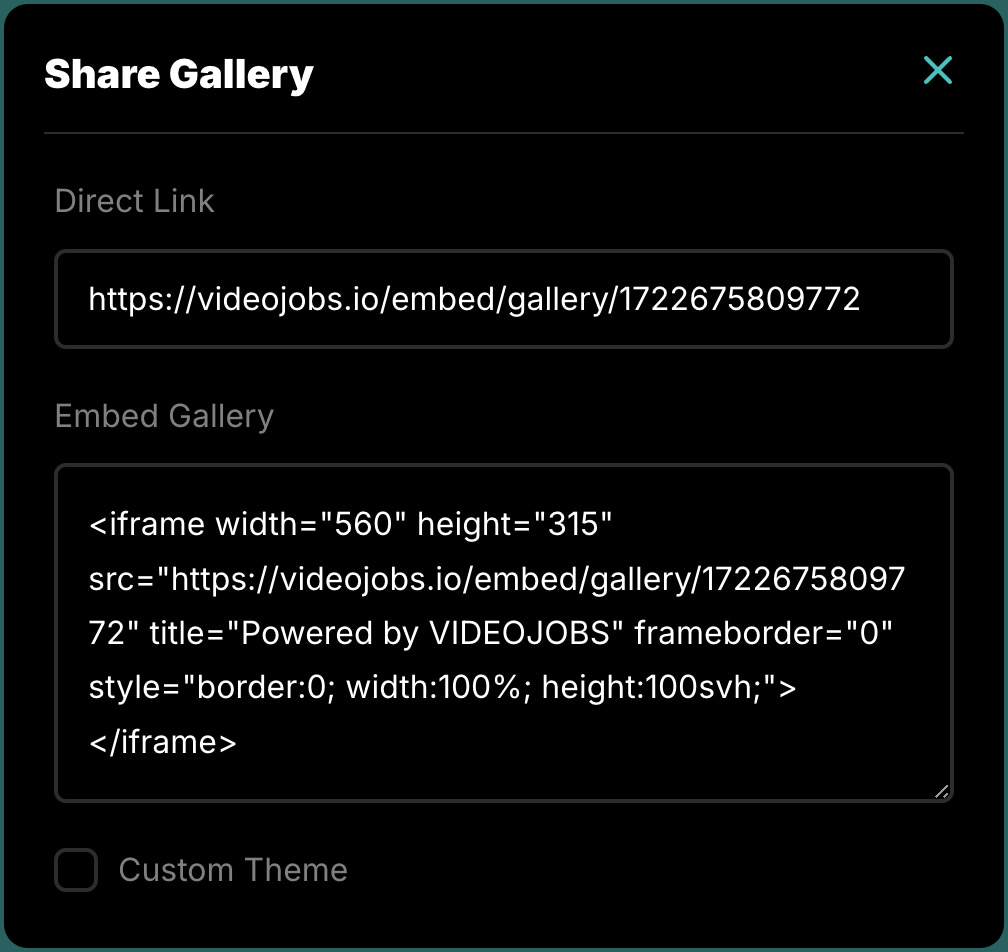 Share Gallery
Direct Link
https://videojobs.io/embed/gallery/1722675809772
Embed Gallery
<iframe width="560" height="315"
src="https://videojobs.io/embed/gallery/17226758097
72" title="Powered by VIDEOJOBS" frameborder="0"
style="border:0; width:100%; height:100svh;">
</iframe>
Custom Theme